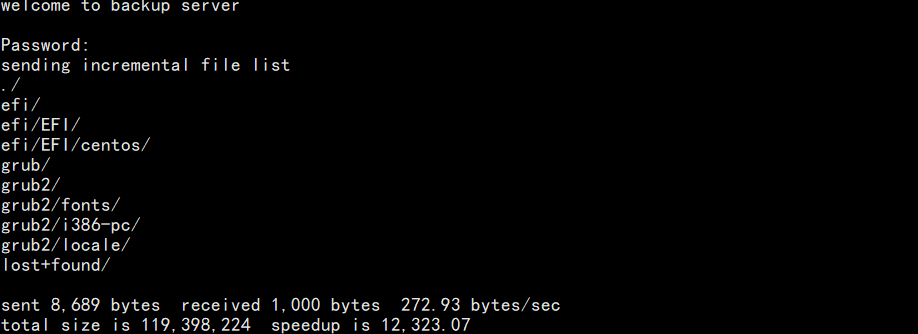 welcome to backup server
Password:
sending incremental file list
./
efi/
efi/EFI/
efi/EFI/centos/
grub/
grub2/
grub2/fonts/
grub2/i386-pc/
grub2/locale/
lost+found/
sent 8,689 bytes  received 1,000 bytes  272.93 bytes/sec
total size is 119,398,224  speedup is 12,323.07